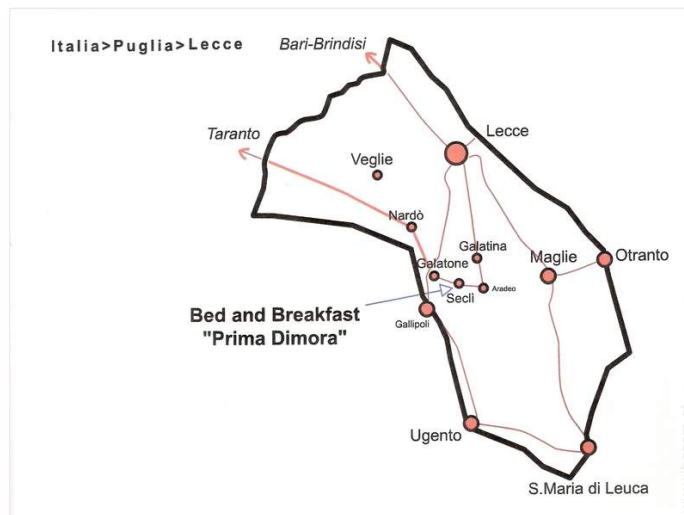 Italia>Puglia>Lecce
Bari-Brindisi
Lecce
Taranto
Veglie
Nardò
Galatina
Galatone
Maglie
Otranto
Seclì
Aradeo
Bed and Breakfast
"Prima Dimora"
Gallipoli
Ugento
S.Maria di Leuca